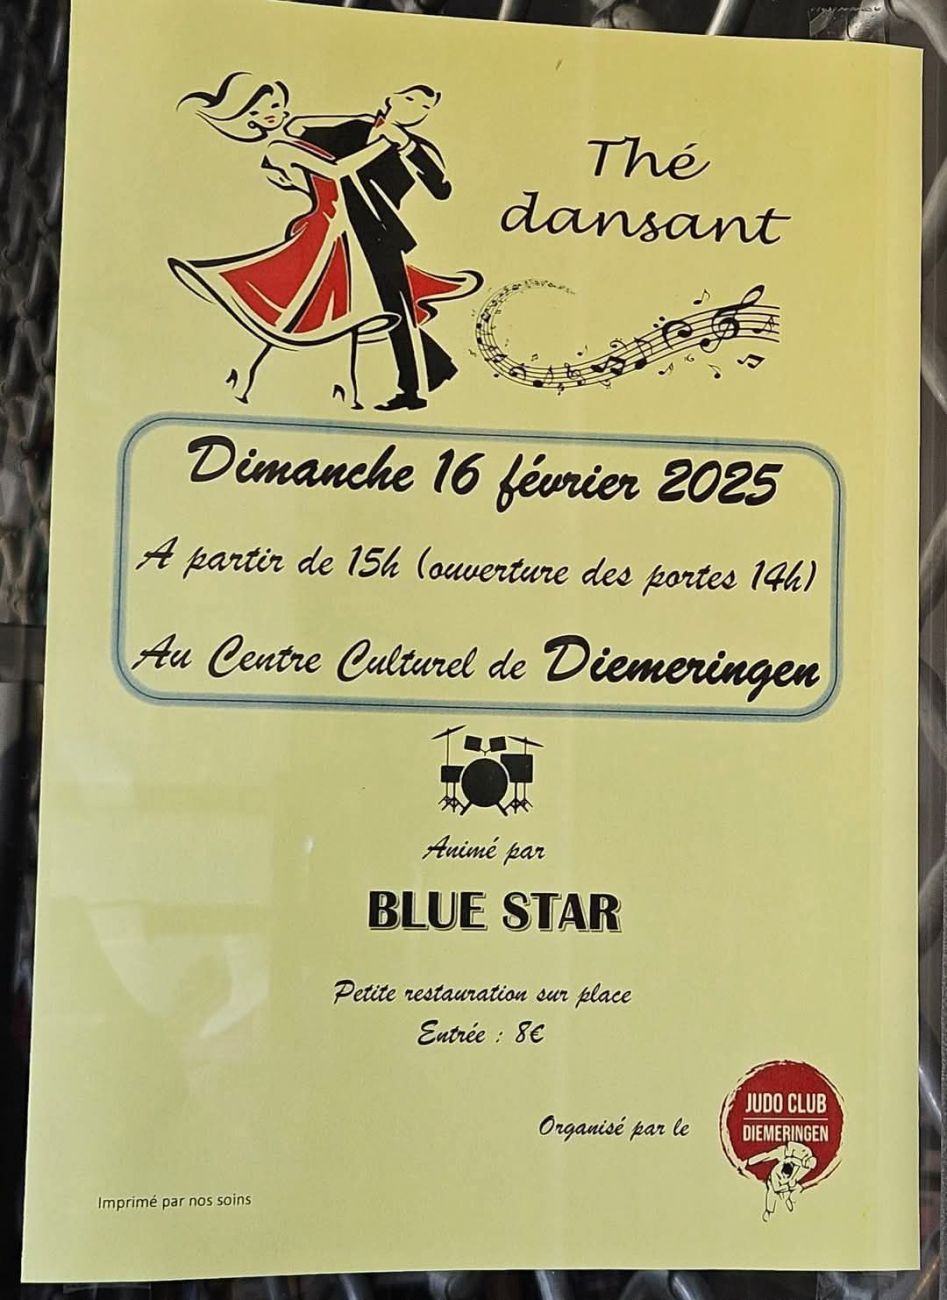 Thé
dansant
Dimanche 16 février 2025
A partir de 15h (ouverture des portes 14h)
Au Centre Culturel de Diemeringen
Animé par
BLUE STAR
Petite restauration sur place
Entrée : 8€
Organisé par le
JUDO CLUB
DIEMERINGEN
Imprimé par nos soins